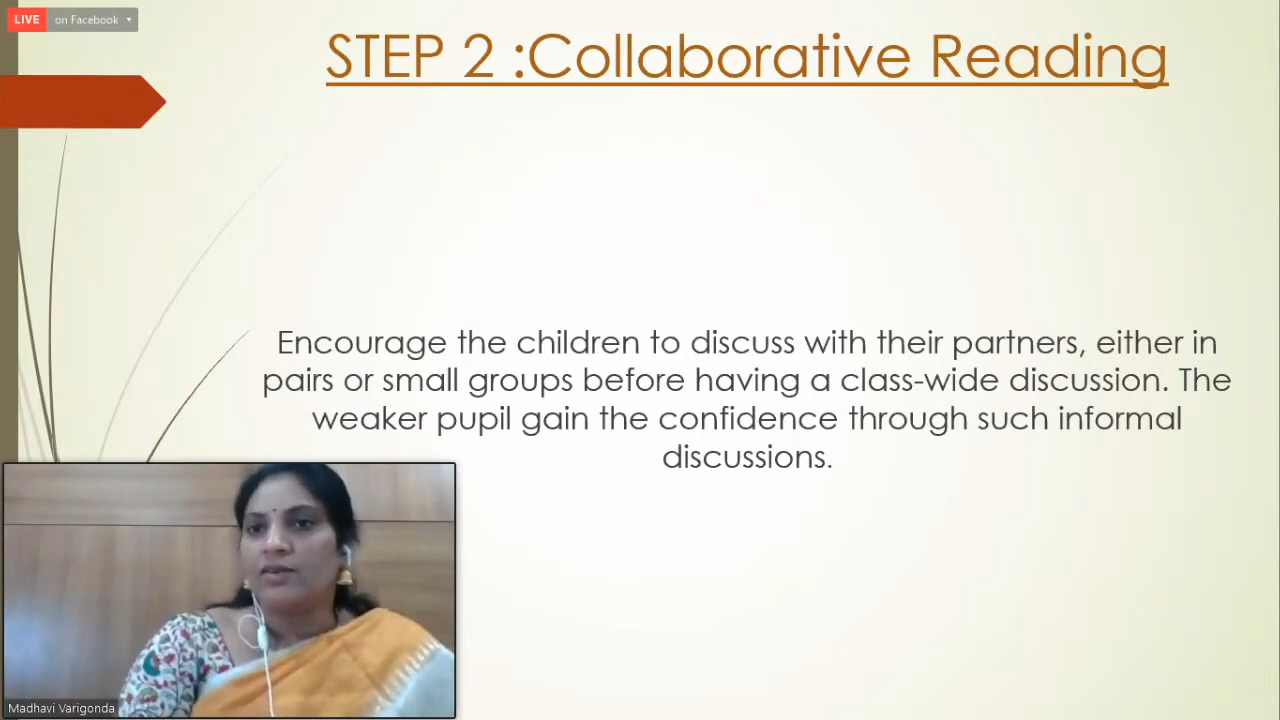 LIVE on Facebook
STEP 2 :Collaborative Reading
Encourage the children to discuss with their partners, either in
pairs or small groups before having a class-wide discussion. The
weaker pupil gain the confidence through such informal
discussions.
Madhavi Varigonda